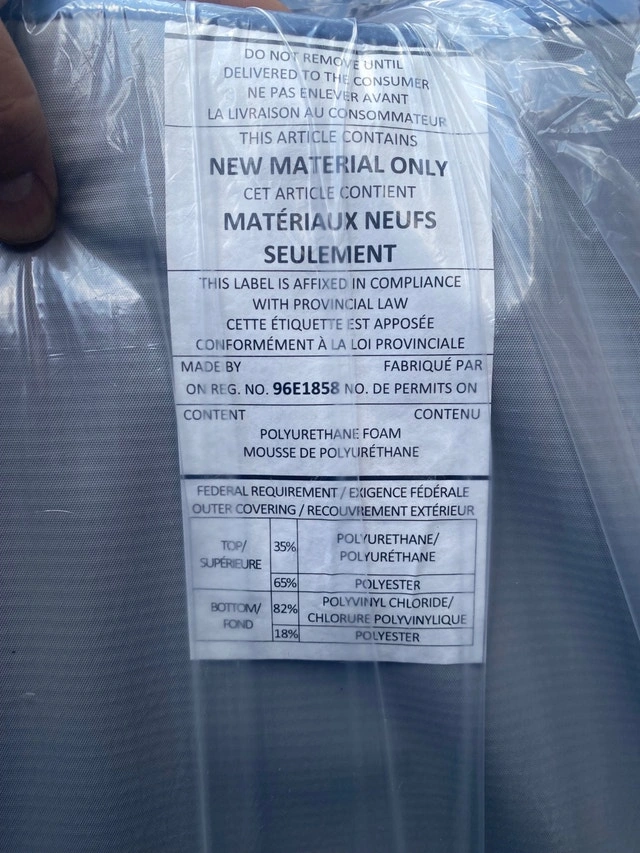 DO NOT REMOVE UNTIL
DELIVERED TO THE CONSUMER
NE PAS ENLEVER AVANT
LA LIVRAISON AU CONSOMMATEUR
THIS ARTICLE CONTAINS
NEW MATERIAL ONLY
CET ARTICLE CONTIENT
MATÉRIAUX NEUFS
SEULEMENT
THIS LABEL IS AFFIXED IN COMPLIANCE
WITH PROVINCIAL LAW
CETTE ÉTIQUETTE EST APPOSÉE
CONFORMÉMENT À LA LOI PROVINCIALE
MADE BY FABRIQUÉ PAR
ON REG. NO. 96E1858 NO. DE PERMITS ON
CONTENT CONTENU
POLYURETHANE FOAM
MOUSSE DE POLYURÉTHANE
FEDERAL REQUIREMENT / EXIGENCE FÉDÉRALE
OUTER COVERING / RECOUVREMENT EXTÉRIEUR
TOP/
SUPÉRIEURE
35%
POLYURETHANE/
POLYURÉTHANE
65% POLYESTER
BOTTOM/
FOND
82%
POLYVINYL CHLORIDE/
CHLORURE POLYVINYLIQUE
18% POLYESTER